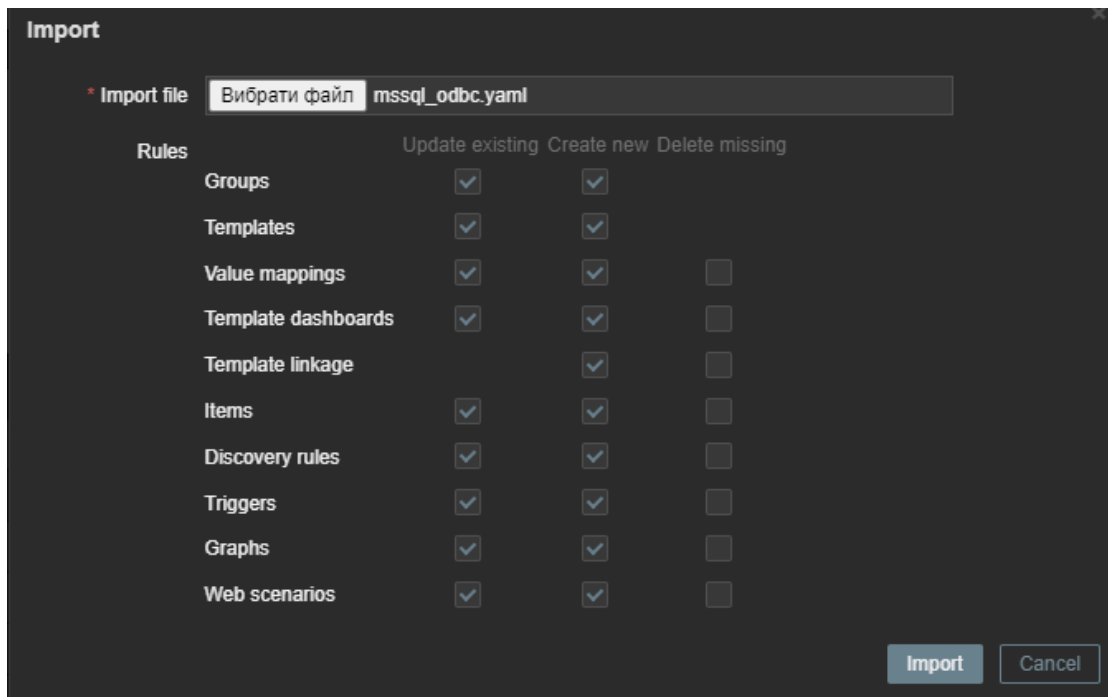 Import
* Import file Вибрати файл mssql_odbc.yaml
Rules Update existing Create new Delete missing
Groups
Templates
Value mappings
Template dashboards
Template linkage
Items
Discovery rules
Triggers
Graphs
Web scenarios
Import Cancel